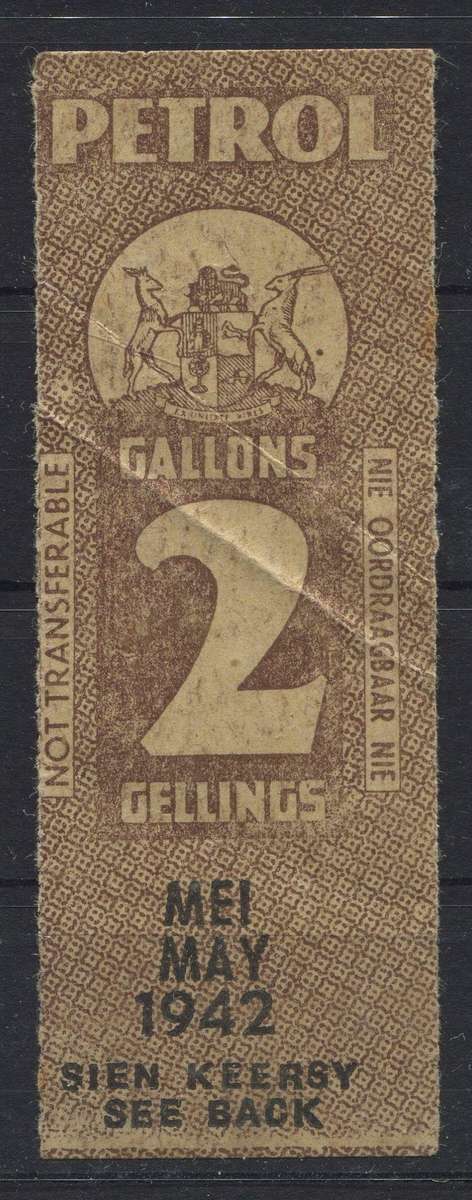 PETROL
EX UNITATE VIRES
GALLONS
NOT TRANSFERABLE
2
NIE OORDRAAGBAAR NIE
GELLINGS
MEI
MAY
1942
SIEN KEERSY
SEE BACK